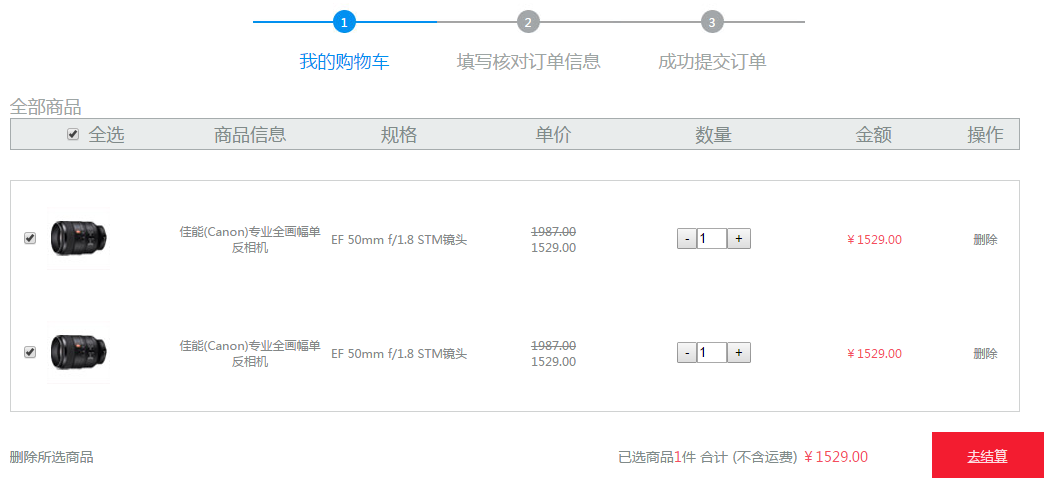 1 2 3
我的购物车 填写核对订单信息 成功提交订单
全部商品
全选 商品信息 规格 单价 数量 金额 操作
佳能(Canon)专业全画幅单
反相机
EF 50mm f/1.8 STM镜头
1987.00
1529.00
- 1 +
¥1529.00
删除
佳能(Canon)专业全画幅单
反相机
EF 50mm f/1.8 STM镜头
1987.00
1529.00
- 1 +
¥1529.00
删除
删除所选商品 已选商品1件 合计 (不含运费) ¥1529.00 去结算